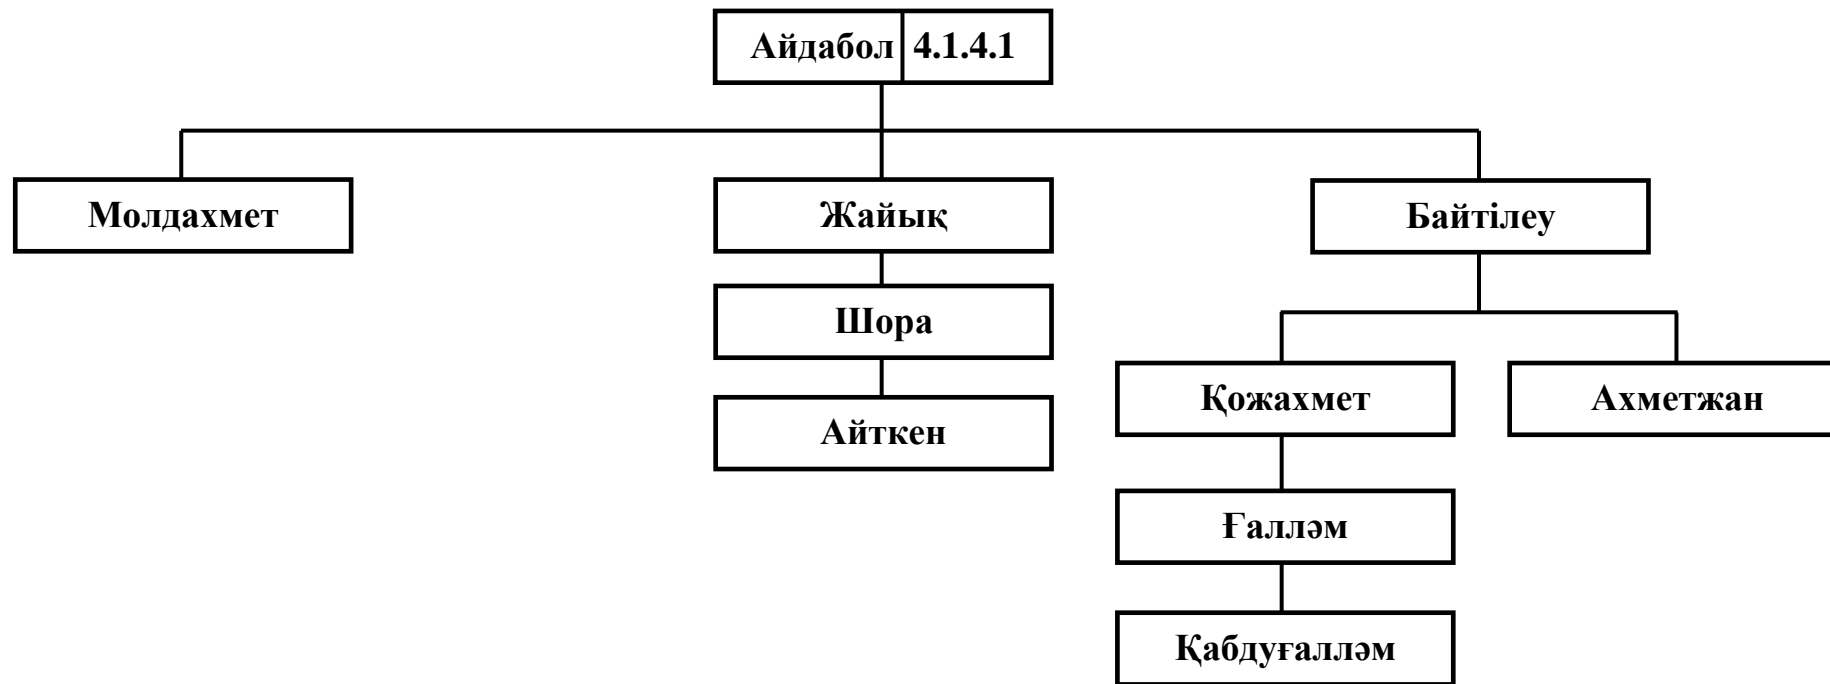 Айдабол 4.1.4.1
Молдахмет
Жайық
Байтілеу
Шора
Қожахмет
Ахметжан
Айткен
Ғалләм
Қабдуғалләм